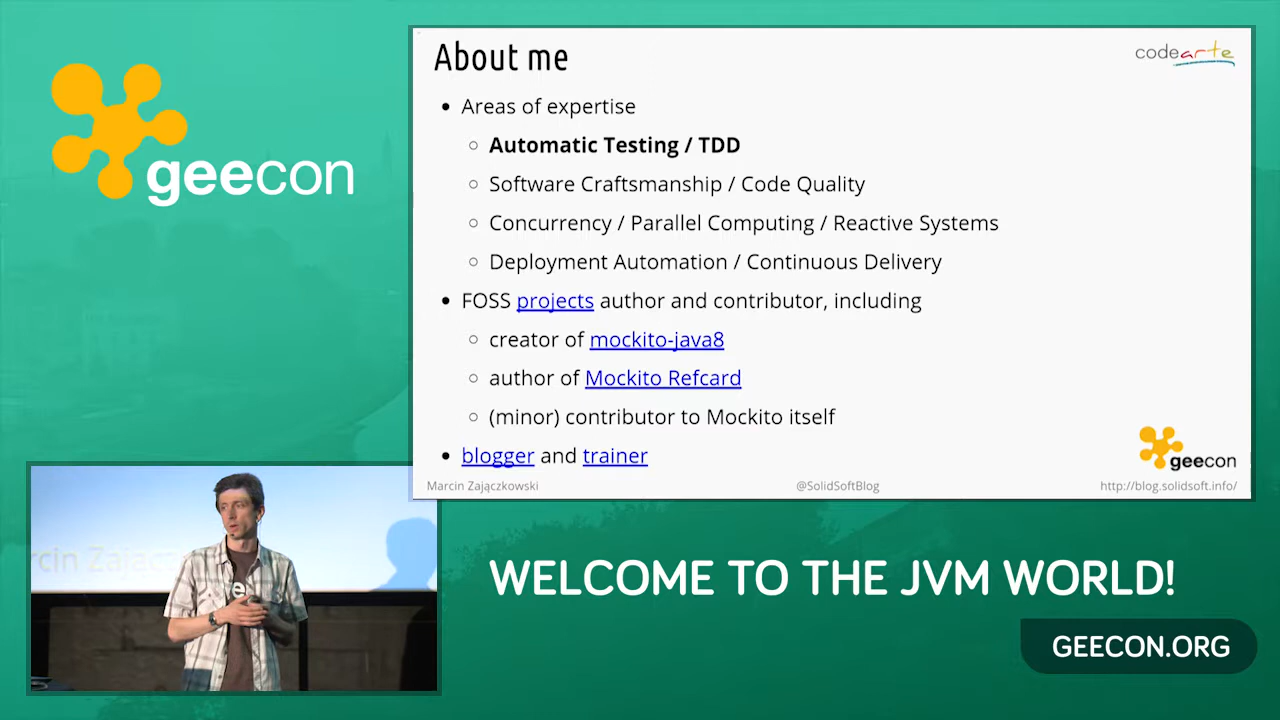 geecon
About me
codearte
Areas of expertise
Automatic Testing / TDD
Software Craftsmanship / Code Quality
Concurrency / Parallel Computing / Reactive Systems
Deployment Automation / Continuous Delivery
FOSS projects author and contributor, including
creator of mockito-java8
author of Mockito Refcard
(minor) contributor to Mockito itself
blogger and trainer
geecon
Marcin Zajączkowski @SolidSoftBlog http://blog.solidsoft.info/
WELCOME TO THE JVM WORLD!
GEECON.ORG